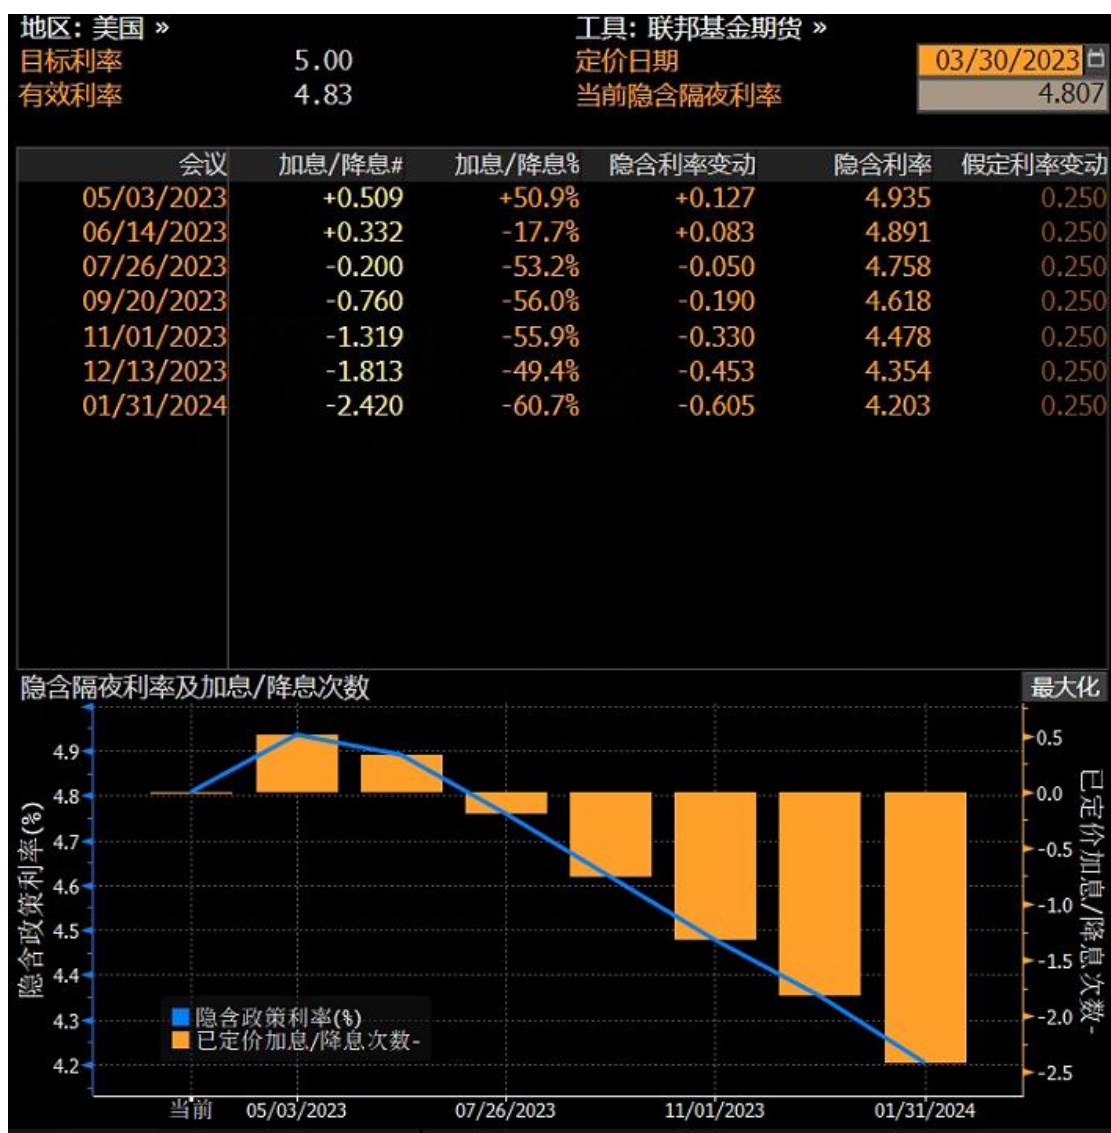 地区: 美国 » 工具: 联邦基金期货 »
目标利率 5.00 定价日期 03/30/2023
有效利率 4.83 当前隐含隔夜利率 4.807
会议 加息/降息# 加息/降息% 隐含利率变动 隐含利率 假定利率变动
05/03/2023 +0.509 +50.9% +0.127 4.935 0.250
06/14/2023 +0.332 -17.7% +0.083 4.891 0.250
07/26/2023 -0.200 -53.2% -0.050 4.758 0.250
09/20/2023 -0.760 -56.0% -0.190 4.618 0.250
11/01/2023 -1.319 -55.9% -0.330 4.478 0.250
12/13/2023 -1.813 -49.4% -0.453 4.354 0.250
01/31/2024 -2.420 -60.7% -0.605 4.203 0.250
隐含隔夜利率及加息/降息次数 最大化
隐含政策利率(%)
4.9
4.8
4.7
4.6
4.5
4.4
4.3
4.2
0.5
0.0
-0.5
-1.0
-1.5
-2.0
-2.5
已定价加息/降息次数-
隐含政策利率(%)
已定价加息/降息次数-
当前 05/03/2023 07/26/2023 11/01/2023 01/31/2024